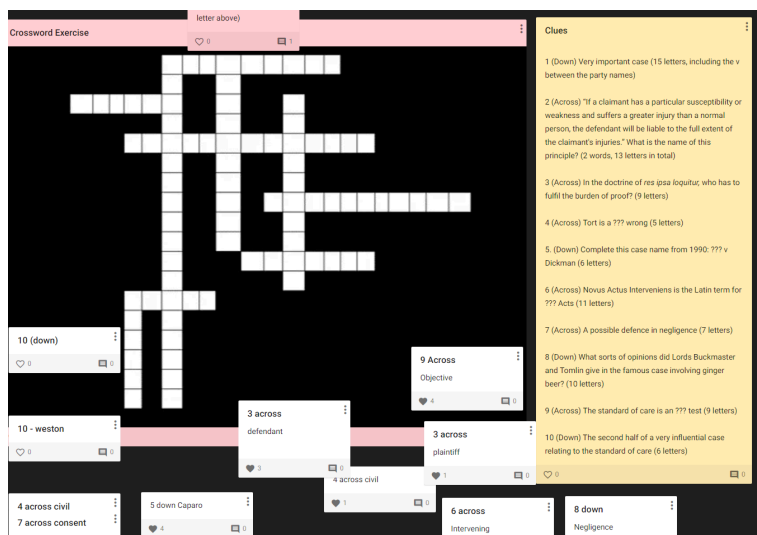 letter above)
0 1
Crossword Exercise
Clues
1 (Down) Very important case (15 letters, including the v
between the party names)
2 (Across) "If a claimant has a particular susceptibility or
weakness and suffers a greater injury than a normal
person, the defendant will be liable to the full extent of
the claimant's injuries." What is the name of this
principle? (2 words, 13 letters in total)
3 (Across) In the doctrine of res ipsa loquitur, who has to
fulfil the burden of proof? (9 letters)
4 (Across) Tort is a ??? wrong (5 letters)
5. (Down) Complete this case name from 1990: ??? v
Dickman (6 letters)
6 (Across) Novus Actus Interveniens is the Latin term for
??? Acts (11 letters)
7 (Across) A possible defence in negligence (7 letters)
8 (Down) What sorts of opinions did Lords Buckmaster
and Tomlin give in the famous case involving ginger
beer? (10 letters)
9 (Across) The standard of care is an ??? test (9 letters)
10 (Down) The second half of a very influential case
relating to the standard of care (6 letters)
0
10 (down)
0 0
9 Across
Objective
4 0
10 - weston
0 0
3 across
defendant
3 0
3 across
plaintiff
1 0
4 across civil
1 0
4 across civil
7 across consent
5 down Caparo
4 0
6 across
Intervening
8 down
Negligence